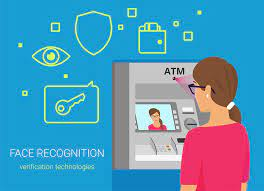 ATM
FACE RECOGNITION
verification technologies